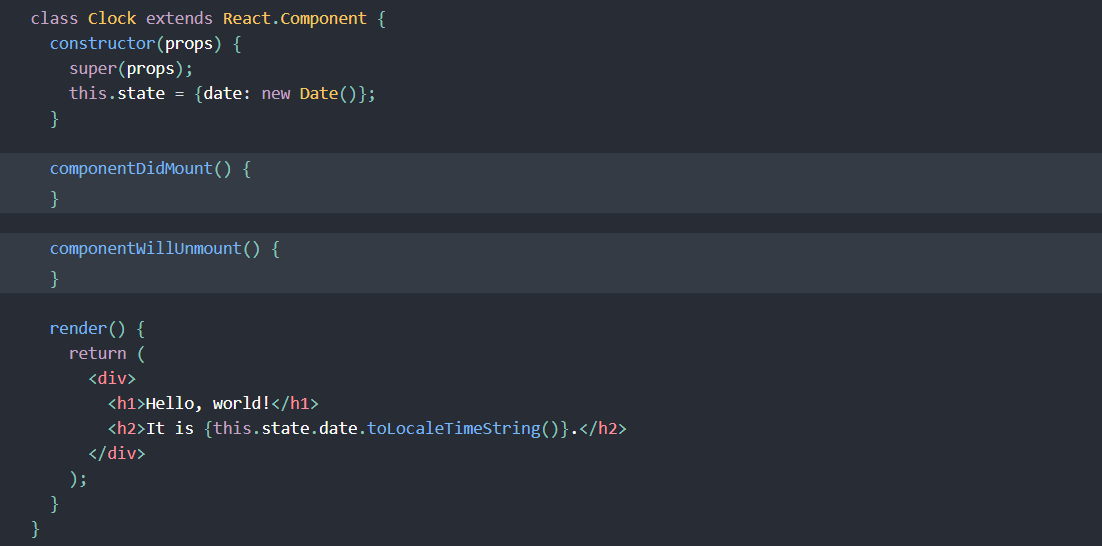 class Clock extends React.Component {
  constructor(props) {
    super(props);
    this.state = {date: new Date()};
  }

  componentDidMount() {
  }

  componentWillUnmount() {
  }

  render() {
    return (
      <div>
        <h1>Hello, world!</h1>
        <h2>It is {this.state.date.toLocaleTimeString()}.</h2>
      </div>
    );
  }
}